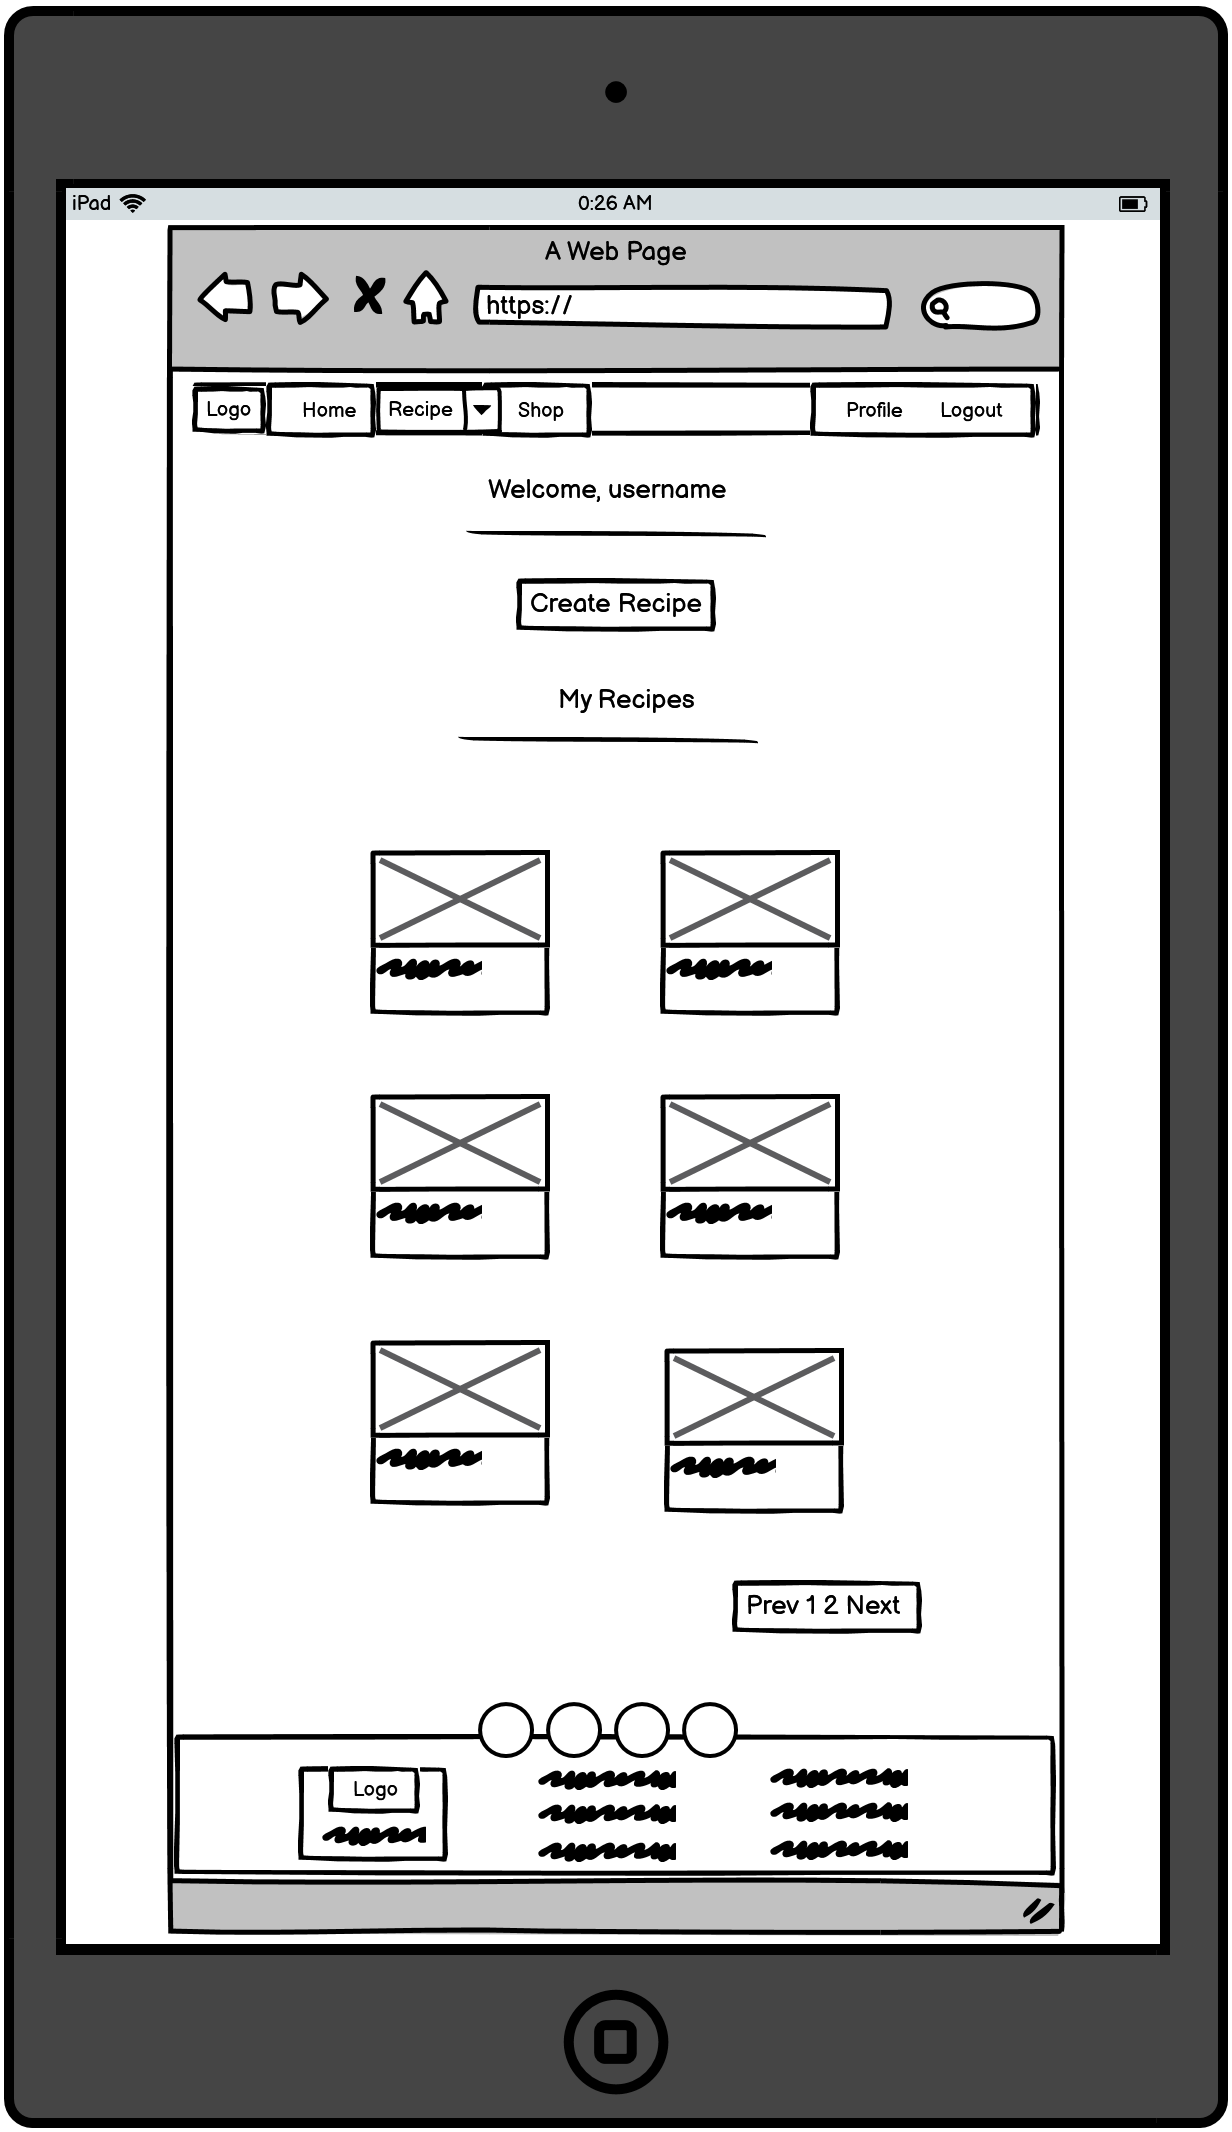 iPad 0:26 AM
A Web Page
https://
Logo Home Recipe Shop Profile Logout
Welcome, username
Create Recipe
My Recipes
Prev 1 2 Next
Logo